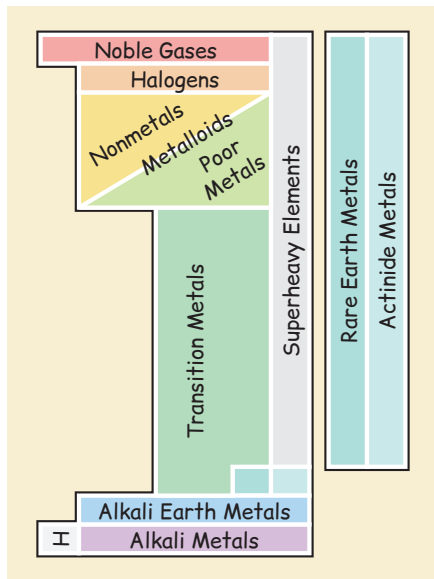 Noble Gases
Halogens
Nonmetals
Metalloids
Poor
Metals
Transition Metals
Superheavy Elements
Rare Earth Metals
Actinide Metals
Alkali Earth Metals
H
Alkali Metals